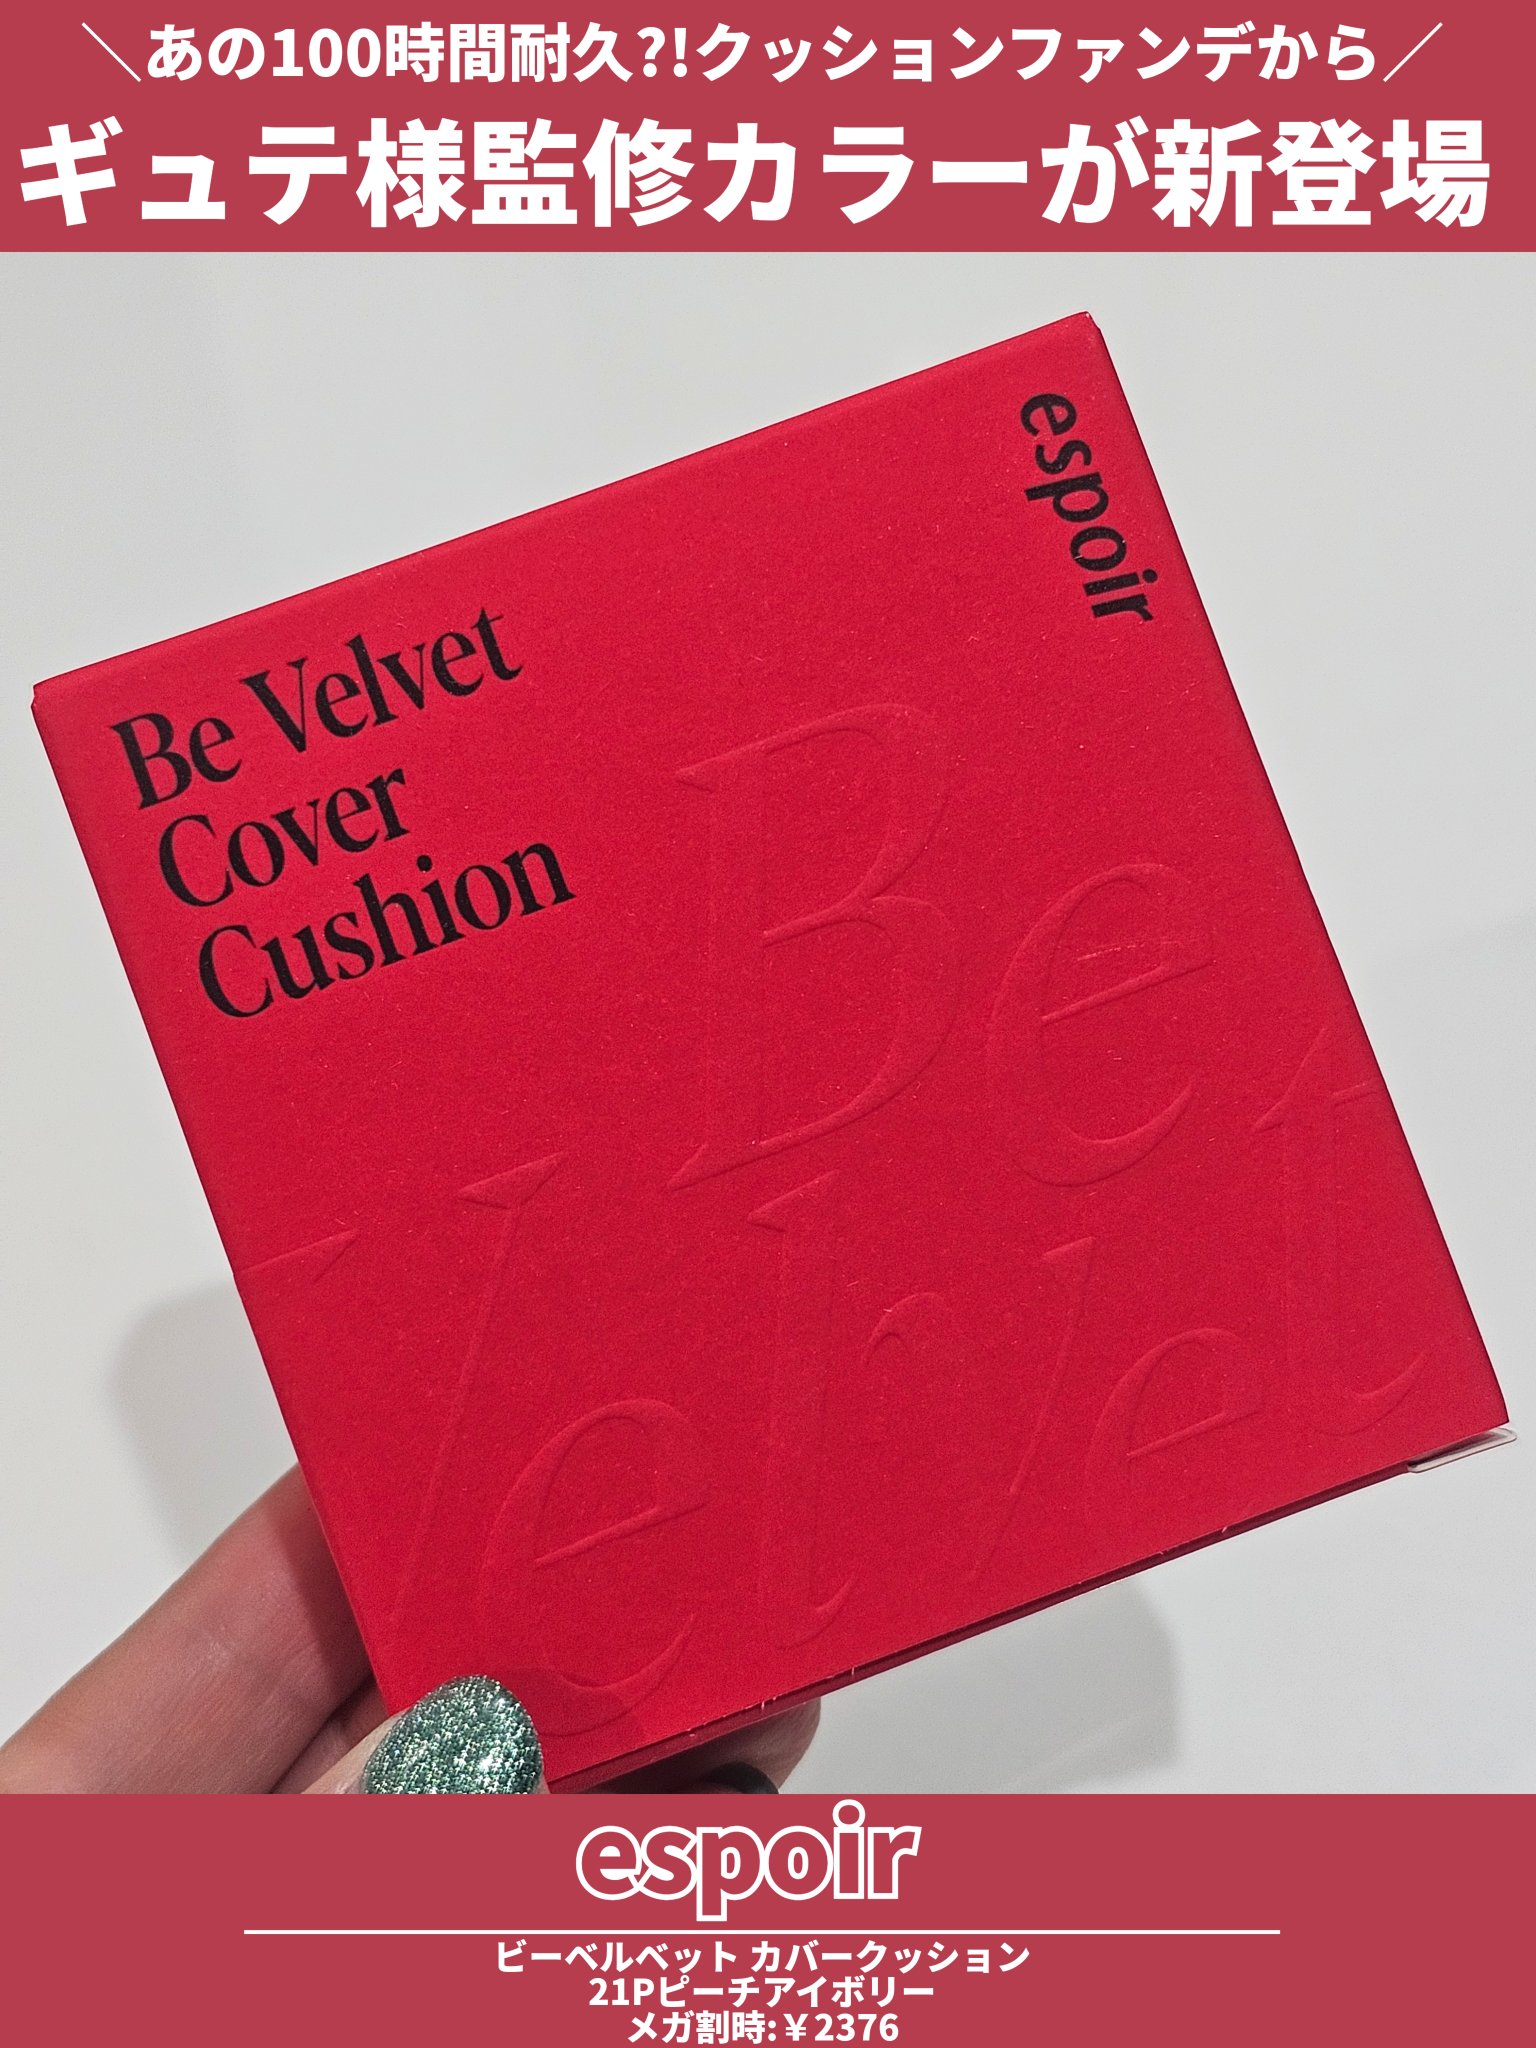 ＼あの100時間耐久?!クッションファンデから／
ギュテ様監修カラーが新登場
espoir
Be Velvet
Cover
Cushion
Be
Velvet
espoir
ビーベルベット カバークッション
21Pピーチアイボリー
メガ割時:￥2376